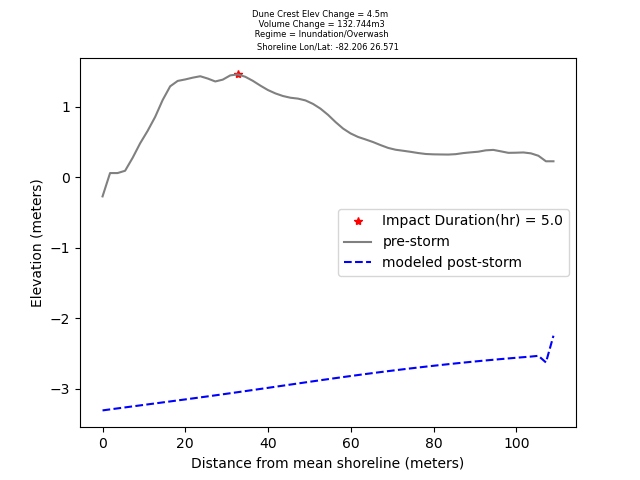 Dune Crest Elev Change = 4.5m
Volume Change = 132.744m3
Regime = Inundation/Overwash
Shoreline Lon/Lat: -82.206 26.571
1
0
−1
−2
−3
Elevation (meters)
Impact Duration(hr) = 5.0
pre-storm
modeled post-storm
0 20 40 60 80 100
Distance from mean shoreline (meters)